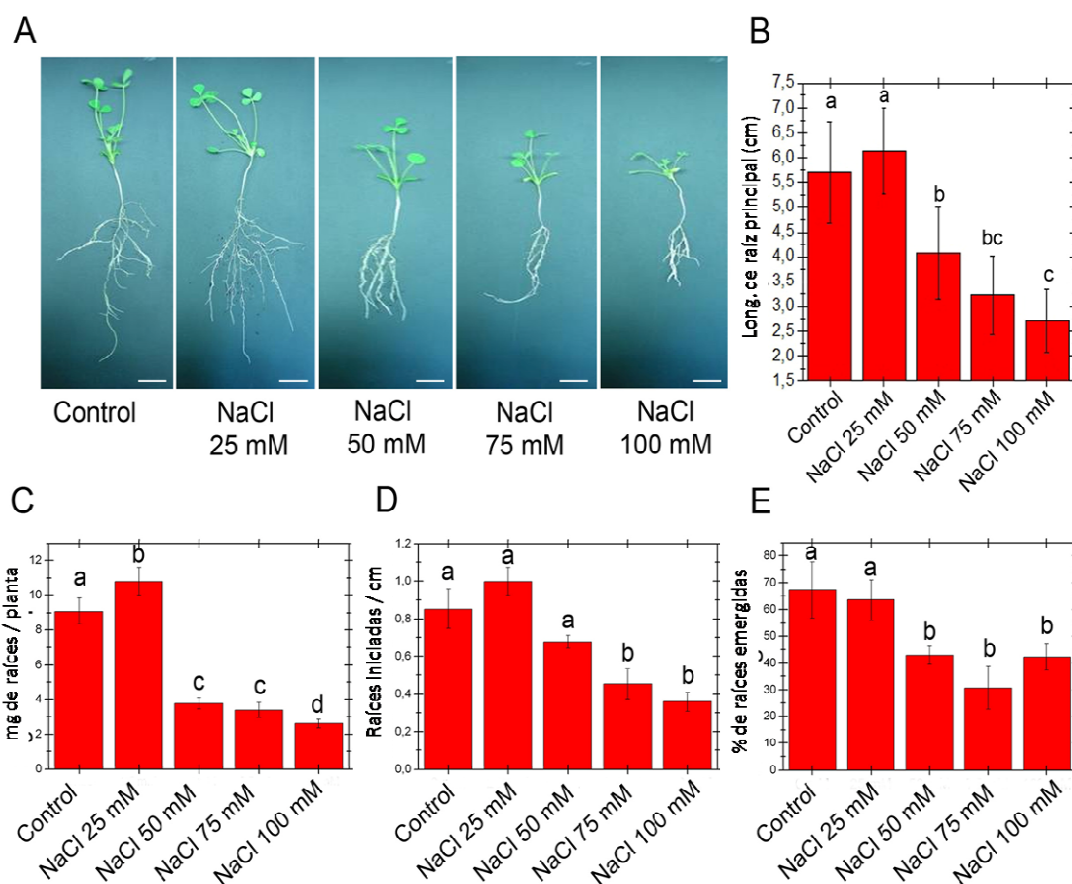 A
B
Control
NaCl
25 mM
NaCl
50 mM
NaCl
75 mM
NaCl
100 mM
Long. ce raíz principal (cm)
7,5
7,0
6,5
6,0
5,5
5,0
4,5
4,0
3,5
3,0
2,5
2,0
1,5
a
a
b
bc
c
Control
NaCl 25 mM
NaCl 50 mM
NaCl 75 mM
NaCl 100 mM
C
D
E
mg de raíces / planta
12
10
8
6
4
2
0
a
b
c
c
d
Control
NaCl 25 mM
NaCl 50 mM
NaCl 75 mM
NaCl 100 mM
Raíces Iniciadas / cm
1,2
1,0
0,8
0,6
0,4
0,2
0,0
a
a
a
b
b
Control
NaCl 25 mM
NaCl 50 mM
NaCl 75 mM
NaCl 100 mM
% de raíces emergidas
80
70
60
50
40
30
20
10
0
a
a
b
b
b
Control
NaCl 25 mM
NaCl 50 mM
NaCl 75 mM
NaCl 100 mM